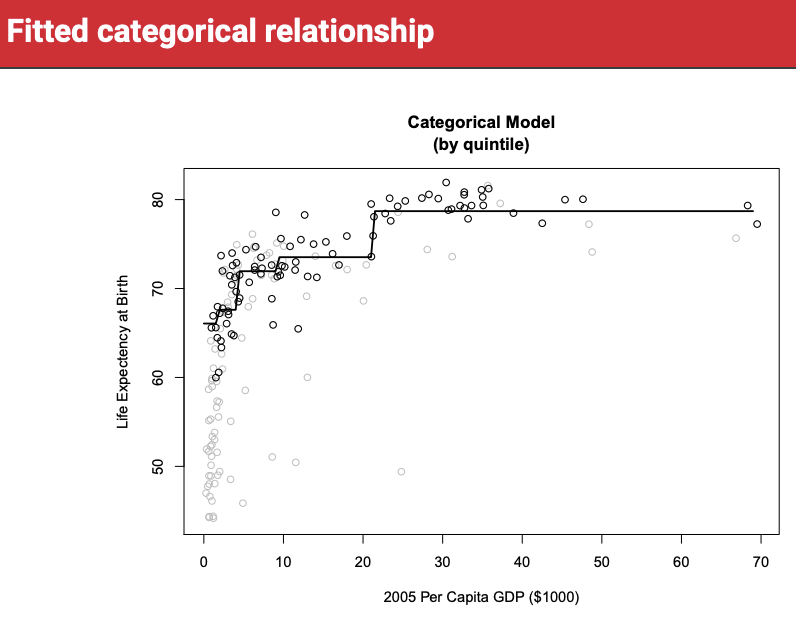 Fitted categorical relationship
Categorical Model
(by quintile)
Life Expectency at Birth
80
70
60
50
0 10 20 30 40 50 60 70
2005 Per Capita GDP ($1000)